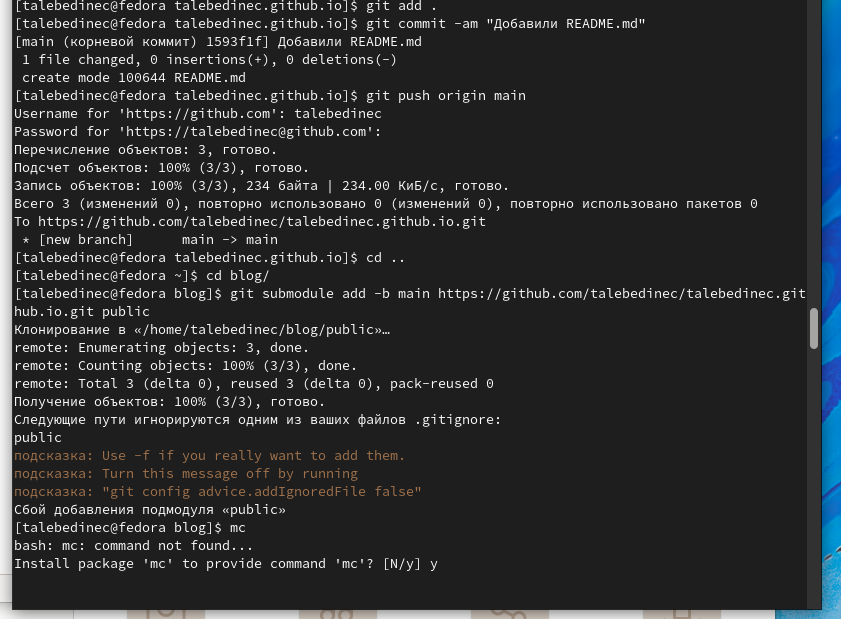 [talebedinec@fedora talebedinec.github.io]$ git add .
[talebedinec@fedora talebedinec.github.io]$ git commit -am "Добавили README.md"
[main (корневой коммит) 1593f1f] Добавили README.md
 1 file changed, 0 insertions(+), 0 deletions(-)
 create mode 100644 README.md
[talebedinec@fedora talebedinec.github.io]$ git push origin main
Username for 'https://github.com': talebedinec
Password for 'https://talebedinec@github.com':
Перечисление объектов: 3, готово.
Подсчет объектов: 100% (3/3), готово.
Запись объектов: 100% (3/3), 234 байта | 234.00 КиБ/с, готово.
Всего 3 (изменений 0), повторно использовано 0 (изменений 0), повторно использовано пакетов 0
To https://github.com/talebedinec/talebedinec.github.io.git
 * [new branch]      main -> main
[talebedinec@fedora talebedinec.github.io]$ cd ..
[talebedinec@fedora ~]$ cd blog/
[talebedinec@fedora blog]$ git submodule add -b main https://github.com/talebedinec/talebedinec.git
hub.io.git public
Клонирование в «/home/talebedinec/blog/public»…
remote: Enumerating objects: 3, done.
remote: Counting objects: 100% (3/3), done.
remote: Total 3 (delta 0), reused 3 (delta 0), pack-reused 0
Получение объектов: 100% (3/3), готово.
Следующие пути игнорируются одним из ваших файлов .gitignore:
public
подсказка: Use -f if you really want to add them.
подсказка: Turn this message off by running
подсказка: "git config advice.addIgnoredFile false"
Сбой добавления подмодуля «public»
[talebedinec@fedora blog]$ mc
bash: mc: command not found...
Install package 'mc' to provide command 'mc'? [N/y] y